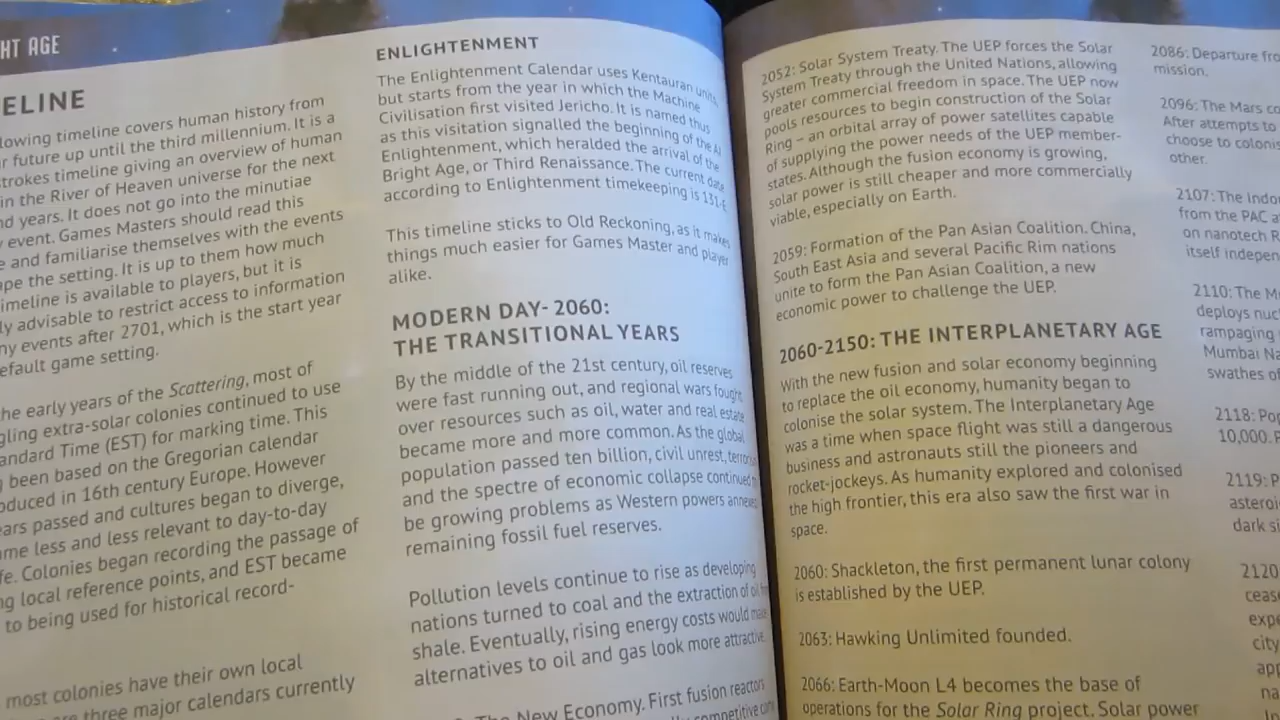 HT AGE
ELINE
lowing timeline covers human history from
r future up until the third millennium. It is a
trokes timeline giving an overview of human
in the River of Heaven universe for the next
nd years. It does not go into the minutiae
event. Games Masters should read this
e and familiarise themselves with the events
ape the setting. It is up to them how much
imeline is available to players, but it is
ly advisable to restrict access to information
ny events after 2701, which is the start year
efault game setting.
he early years of the Scattering, most of
gling extra-solar colonies continued to use
andard Time (EST) for marking time. This
been based on the Gregorian calendar
oduced in 16th century Europe. However
ears passed and cultures began to diverge,
me less and less relevant to day-to-day
fe. Colonies began recording the passage of
ng local reference points, and EST became
to being used for historical record-
most colonies have their own local
three major calendars currently
ENLIGHTENMENT
The Enlightenment Calendar uses Kentauran units,
but starts from the year in which the Machine
Civilisation first visited Jericho. It is named thus
as this visitation signalled the beginning of the AI
Enlightenment, which heralded the arrival of the
Bright Age, or Third Renaissance. The current date
according to Enlightenment timekeeping is 131-E
This timeline sticks to Old Reckoning, as it makes
things much easier for Games Master and player
alike.
MODERN DAY- 2060:
THE TRANSITIONAL YEARS
By the middle of the 21st century, oil reserves
were fast running out, and regional wars fought
over resources such as oil, water and real estate
became more and more common. As the global
population passed ten billion, civil unrest, terroris
and the spectre of economic collapse continued
be growing problems as Western powers annexe
remaining fossil fuel reserves.
Pollution levels continue to rise as developing
nations turned to coal and the extraction of oil
shale. Eventually, rising energy costs would make
alternatives to oil and gas look more attractive.
The New Economy. First fusion reactors
competitive
2052: Solar System Treaty. The UEP forces the Solar
System Treaty through the United Nations, allowing
greater commercial freedom in space. The UEP now
pools resources to begin construction of the Solar
Ring – an orbital array of power satellites capable
of supplying the power needs of the UEP member-
states. Although the fusion economy is growing,
solar power is still cheaper and more commercially
viable, especially on Earth.
2059: Formation of the Pan Asian Coalition. China,
South East Asia and several Pacific Rim nations
unite to form the Pan Asian Coalition, a new
economic power to challenge the UEP.
2060-2150: THE INTERPLANETARY AGE
With the new fusion and solar economy beginning
to replace the oil economy, humanity began to
colonise the solar system. The Interplanetary Age
was a time when space flight was still a dangerous
business and astronauts still the pioneers and
rocket-jockeys. As humanity explored and colonised
the high frontier, this era also saw the first war in
space.
2060: Shackleton, the first permanent lunar colony
is established by the UEP.
2063: Hawking Unlimited founded.
2066: Earth-Moon L4 becomes the base of
operations for the Solar Ring project. Solar power
2086: Departure fro
mission.
2096: The Mars co
After attempts to
choose to colonis
other.
2107: The Indo
from the PAC a
on nanotech R
itself indepen
2110: The M
deploys nuc
rampaging
Mumbai Na
swathes of
2118: Pop
10,000. P
2119: P
asteroi
dark si
2120
ceas
expe
city
app
na